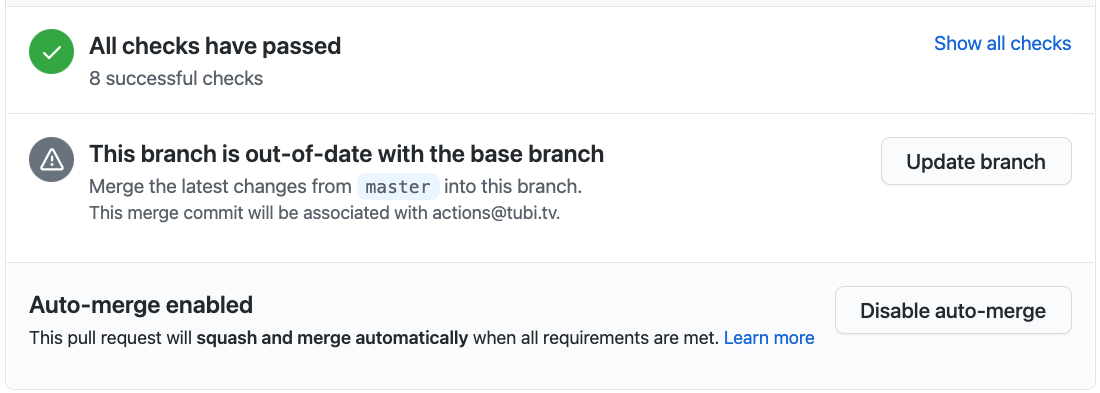 All checks have passed
Show all checks
8 successful checks
This branch is out-of-date with the base branch
Update branch
Merge the latest changes from master into this branch.
This merge commit will be associated with actions@tubi.tv.
Auto-merge enabled
Disable auto-merge
This pull request will squash and merge automatically when all requirements are met. Learn more